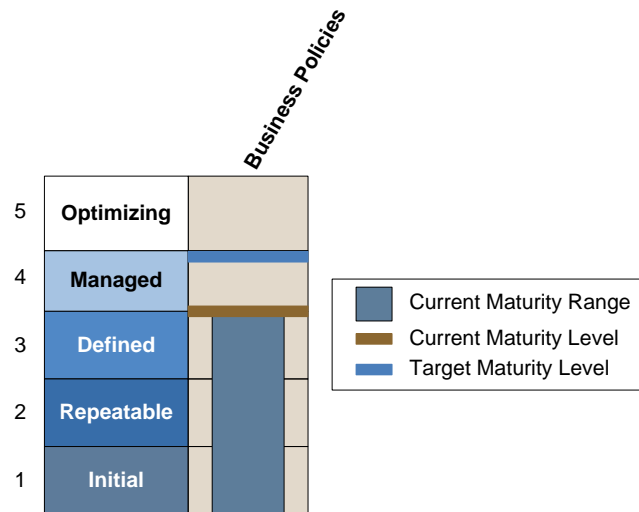 Business Policies
5 Optimizing
4 Managed
3 Defined
2 Repeatable
1 Initial
Current Maturity Range
Current Maturity Level
Target Maturity Level